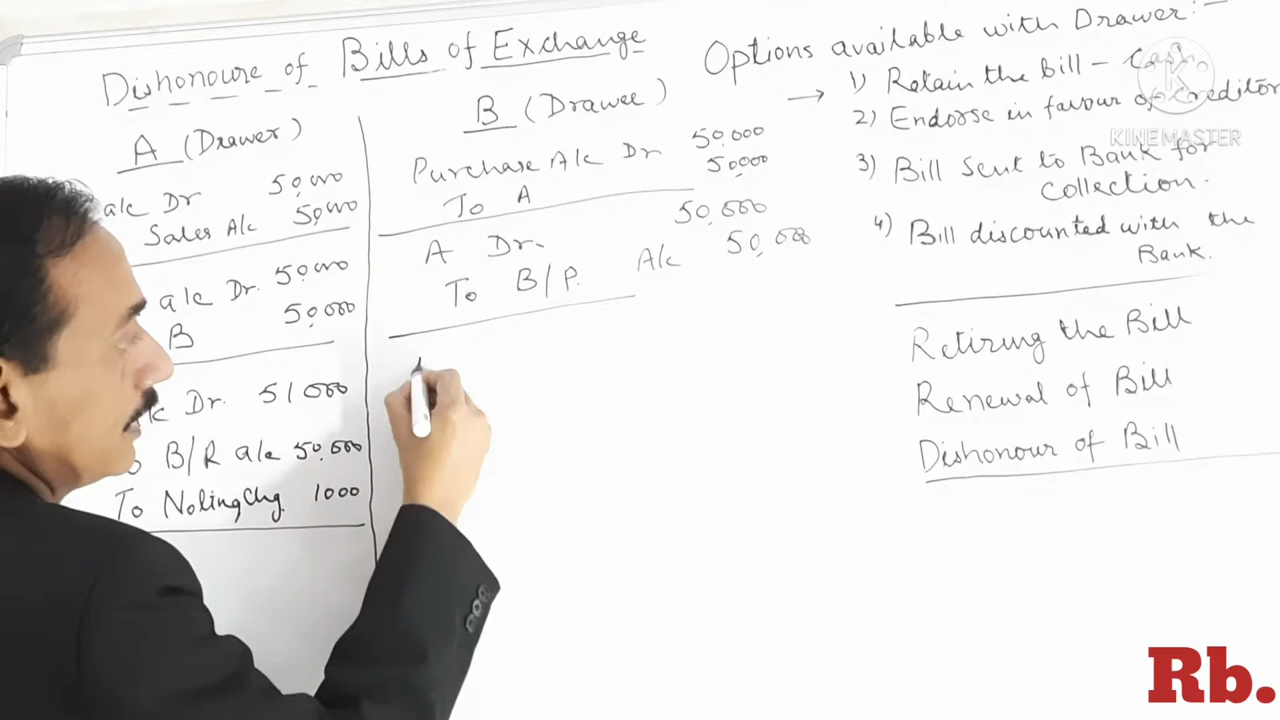 Dishonoure of Bills of Exchange
A (Drawer)
a/c Dr 50,000
Sales A/c 50,000
a/c Dr. 50,000
B 50,000
Dr. 51000
B/R a/c 50,000
To Noting Chg. 1000
B (Drawee)
Purchase A/c Dr 50,000
To A 50,000
A Dr. 50,000
To B/P. A/c 50,000
Options available with Drawer:-
→ 1) Retain the Bill - Cash
2) Endorse in favour of Creditor
3) Bill Sent to Bank for
Collection.
4) Bill discounted with the
Bank.
Retiring the Bill
Renewal of Bill
Dishonour of Bill
K
KINEMASTER
Rb.